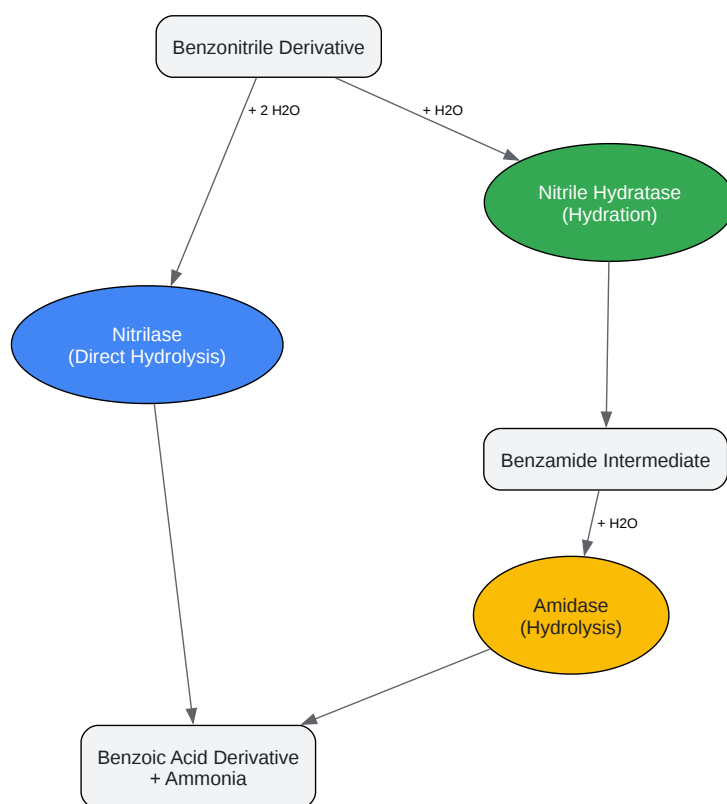 Benzonitrile Derivative
+ 2 H2O
+ H2O
Nitrile Hydratase
(Hydration)
Nitrilase
(Direct Hydrolysis)
Benzamide Intermediate
+ H2O
Amidase
(Hydrolysis)
Benzoic Acid Derivative
+ Ammonia